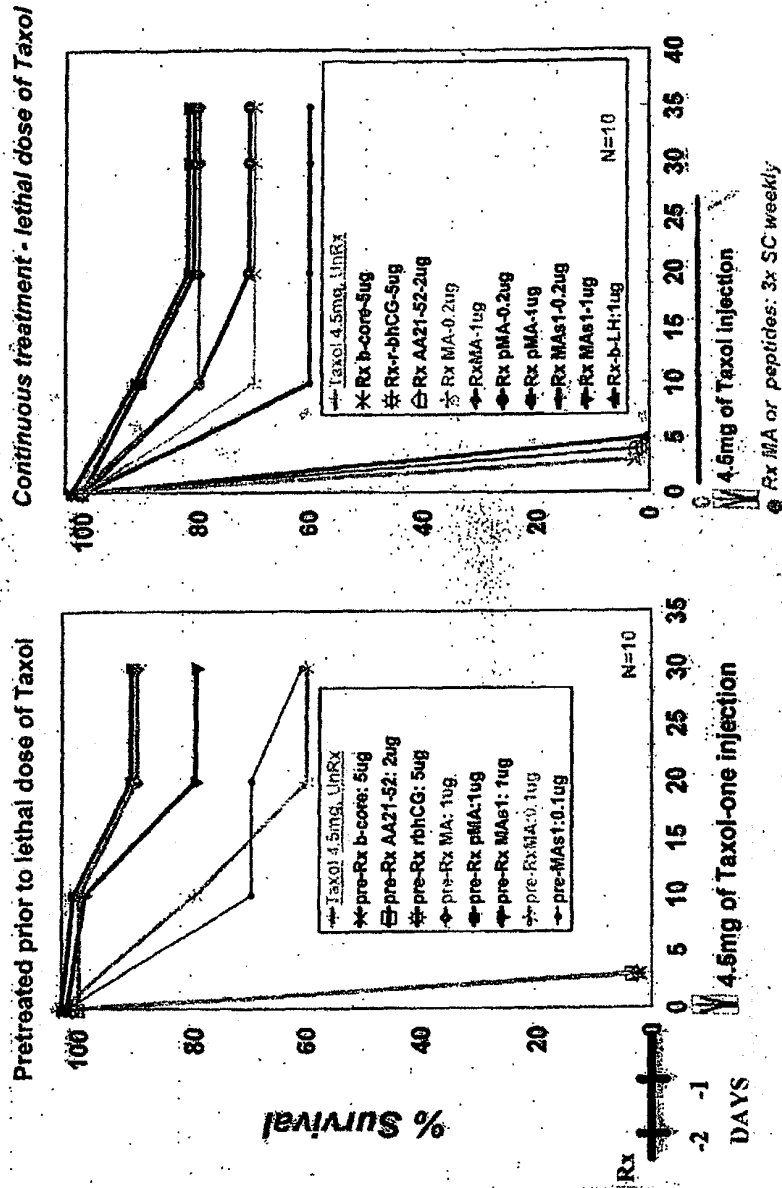 Pretreated prior to lethal dose of Taxol
% Survival
100
80
60
40
20
0
Taxol 4.5mg, UnRx
pre-Rx b-core: 5ug
pre-Rx AA21-52: 2ug
pre-Rx rbhCG: 5ug
pre-Rx MA: 1ug
pre-Rx pMA:1ug
pre-Rx MAs1: 1ug
pre-RxMA:0.1ug
pre-MAs1:0.1ug
N=10
0 5 10 15 20 25 30 35
4.5mg of Taxol-one injection
Rx
-2 -1
DAYS
Continuous treatment - lethal dose of Taxol
100
80
60
40
20
0
Taxol 4.5mg, UnRx
Rx b-core-5ug
Rx-r-bhCG-5ug
Rx AA21-52-2ug
Rx MA-0.2ug
RxMA-1ug
Rx pMA-0.2ug
Rx pMA-1ug
Rx MAs1-0.2ug
Rx MAs1-1ug
Rx-b-LH:1ug
N=10
0 5 10 15 20 25 30 35 40
4.5mg of Taxol injection
Rx MA or peptides: 3x SC weekly